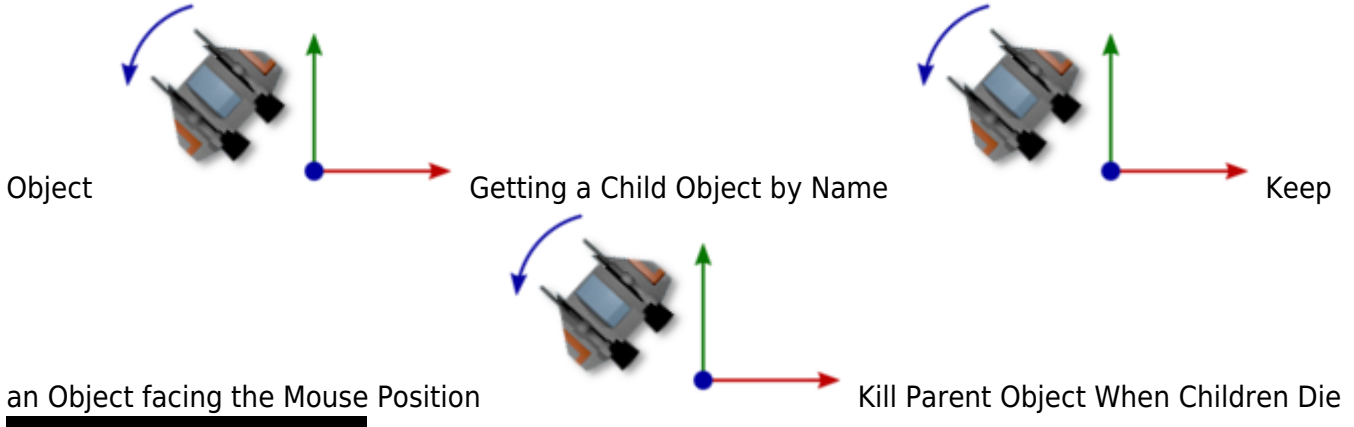 Object Getting a Child Object by Name Keep
an Object facing the Mouse Position Kill Parent Object When Children Die